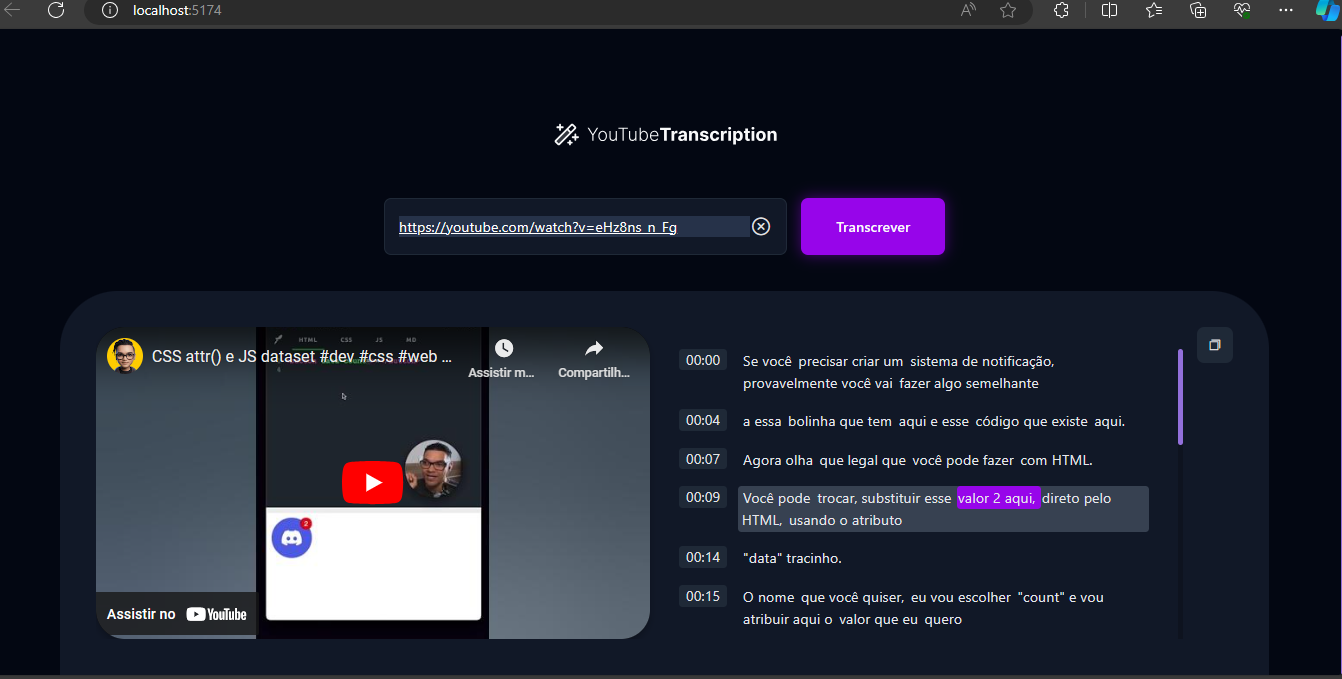 localhost:5174
YouTubeTranscription
https://youtube.com/watch?v=eHz8ns_n_Fg
Transcrever
CSS attr() e JS dataset #dev #css #web ...
HTML CSS JS MD
Assistir m...
Compartilh...
2
Assistir no YouTube
00:00
Se você precisar criar um sistema de notificação,
provavelmente você vai fazer algo semelhante
00:04
a essa bolinha que tem aqui e esse código que existe aqui.
00:07
Agora olha que legal que você pode fazer com HTML.
00:09
Você pode trocar, substituir esse valor 2 aqui, direto pelo
HTML, usando o atributo
00:14
"data" tracinho.
00:15
O nome que você quiser, eu vou escolher "count" e vou
atribuir aqui o valor que eu quero